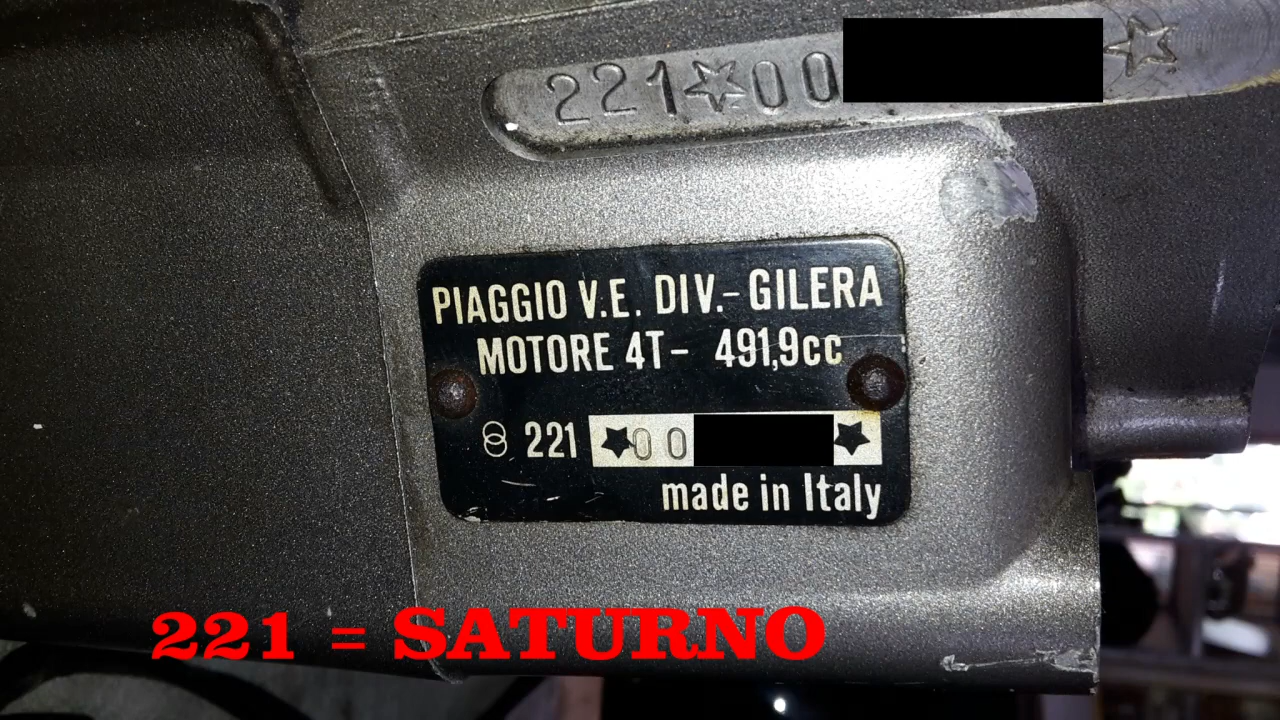 221☆00 ☆
PIAGGIO V.E. DIV.-GILERA
MOTORE 4T- 491,9cc
221 ★00 ★
made in Italy
221 = SATURNO